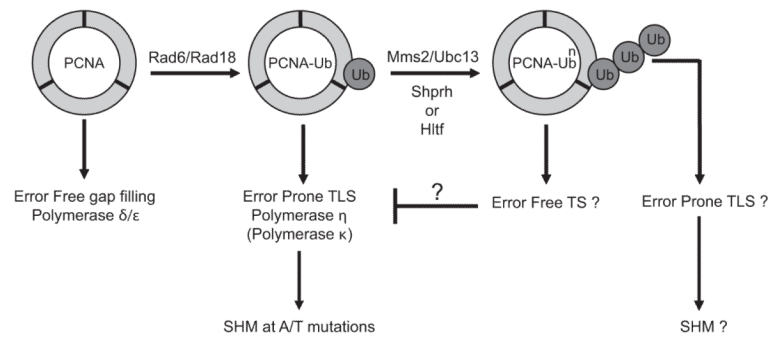 PCNA
Rad6/Rad18
PCNA-Ub
Ub
Mms2/Ubc13
Shprh
or
Hltf
PCNA-Ubⁿ
Ub
Ub
Ub
Error Free gap filling
Polymerase δ/ε
Error Prone TLS
Polymerase η
(Polymerase κ)
?
Error Free TS ?
Error Prone TLS ?
SHM at A/T mutations
SHM ?